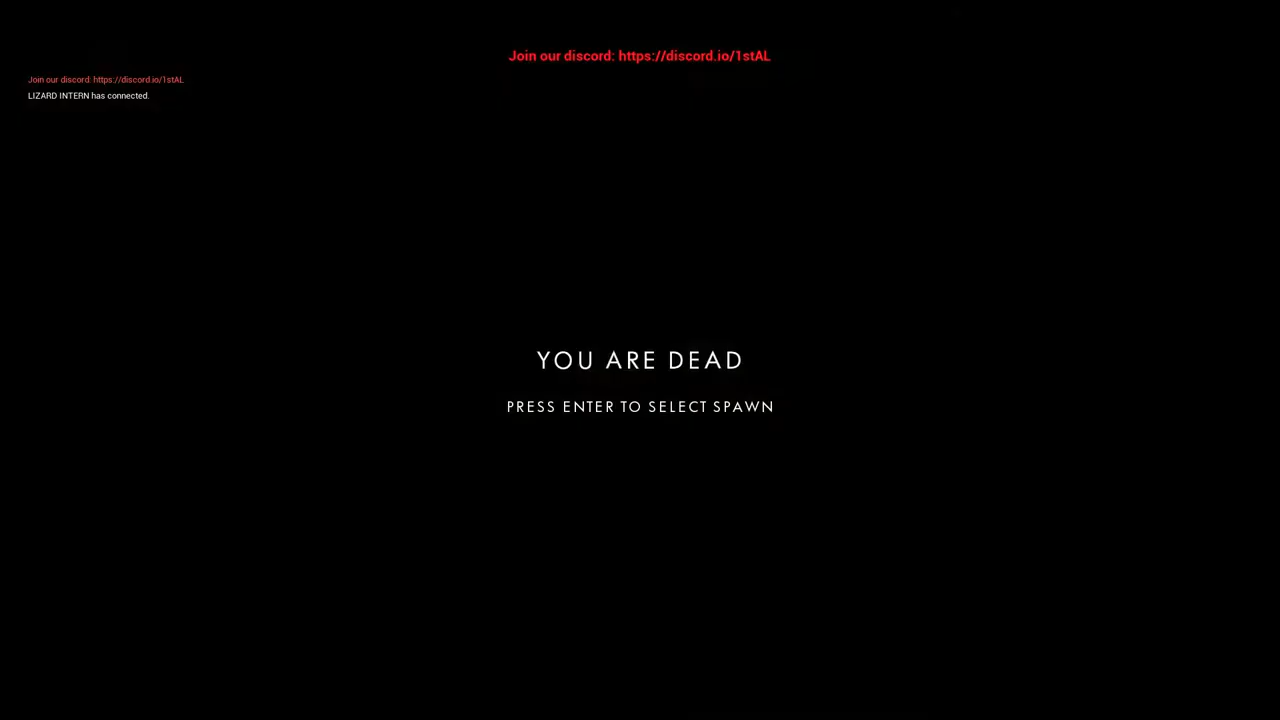 Join our discord: https://discord.io/1stAL
Join our discord: https://discord.io/1stAL
LIZARD INTERN has connected.
YOU ARE DEAD
PRESS ENTER TO SELECT SPAWN